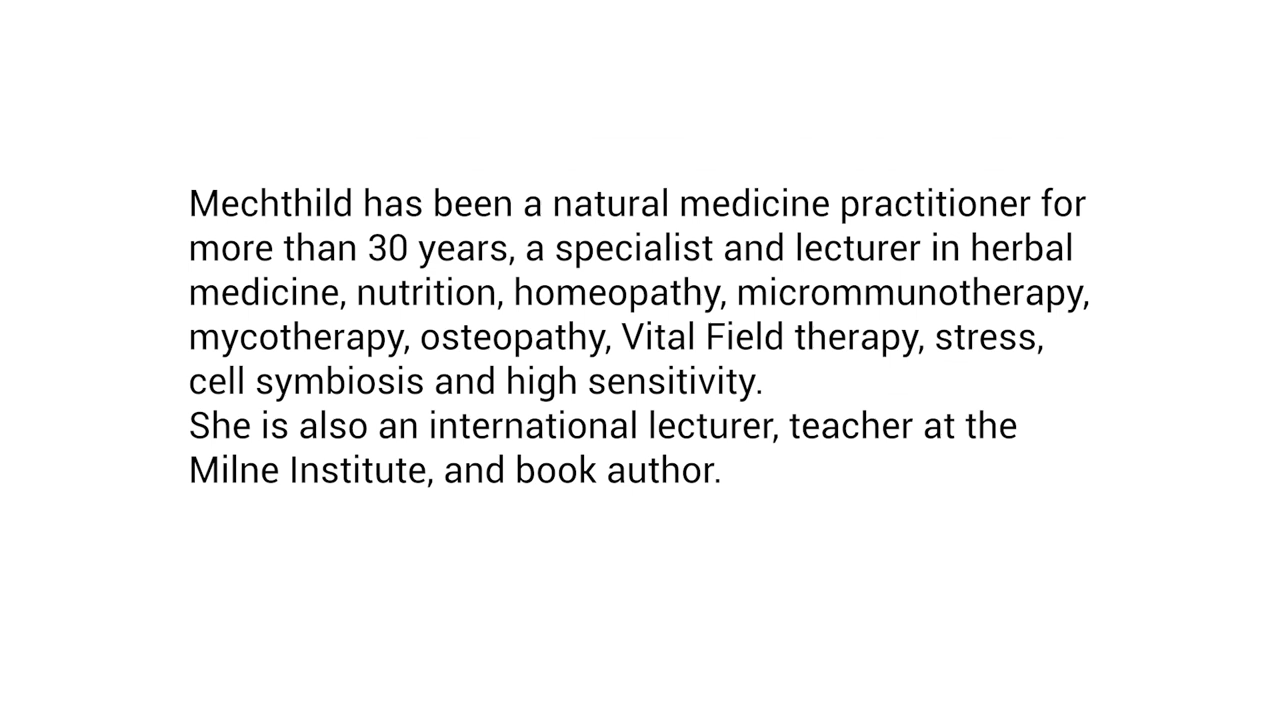 Mechthild has been a natural medicine practitioner for
more than 30 years, a specialist and lecturer in herbal
medicine, nutrition, homeopathy, micrommunotherapy,
mycotherapy, osteopathy, Vital Field therapy, stress,
cell symbiosis and high sensitivity.
She is also an international lecturer, teacher at the
Milne Institute, and book author.